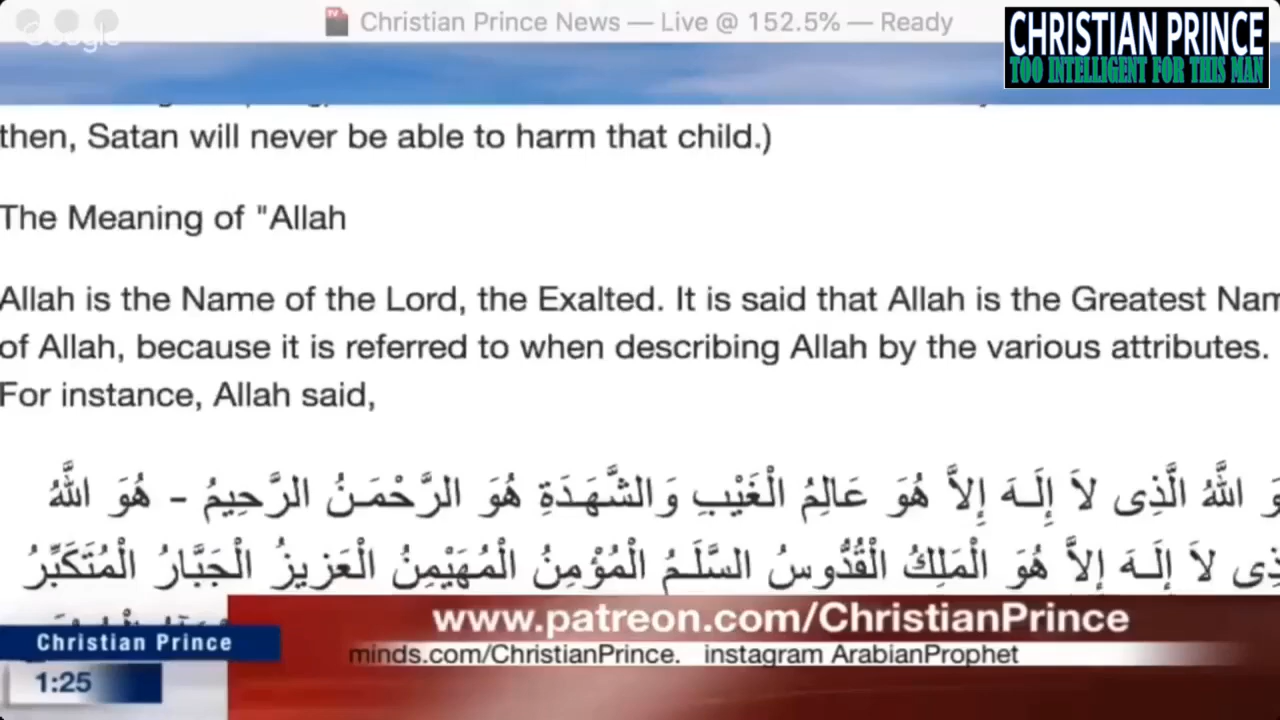 Christian Prince News — Live @ 152.5% — Ready
Google
CHRISTIAN PRINCE
TOO INTELLIGENT FOR THIS MAN
then, Satan will never be able to harm that child.)
The Meaning of "Allah
Allah is the Name of the Lord, the Exalted. It is said that Allah is the Greatest Nam
of Allah, because it is referred to when describing Allah by the various attributes.
For instance, Allah said,
اللَّهُ الَّذِى لاَ إِلَـهَ إِلاَّ هُوَ عَالِمُ الْغَيْبِ وَالشَّهَـدَةِ هُوَ الرَّحْمَـنُ الرَّحِيمُ - هُوَ اللَّهُ
لاَ إِلَـهَ إِلاَّ هُوَ الْمَلِكُ الْقُدُّوسُ السَّلَـمُ الْمُؤْمِنُ الْمُهَيْمِنُ الْعَزِيزُ الْجَبَّارُ الْمُتَكَبِّرُ
www.patreon.com/ChristianPrince
Christian Prince
minds.com/ChristianPrince. instagram ArabianProphet
1:25